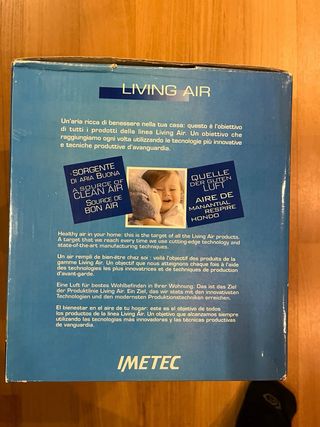 LIVING AIR
Un'aria ricca di benessere nella tua casa: questo è l'obiettivo
di tutti i prodotti della linea Living Air. Un obiettivo che
raggiungiamo ogni volta utilizzando le tecnologie più innovative
e tecniche produttive d'avanguardia.
SORGENTE
DI ARIA BUONA
A SOURCE OF
CLEAN AIR
SOURCE DE
BON AIR
QUELLE
DER GUTEN
LUFT
AIRE DE
MANANTIAL
RESPIRE
HONDO
Healthy air in your home: this is the target of all the Living Air products.
A target that we reach every time we use cutting-edge technology and
state-of-the-art manufacturing techniques.
Un air rempli de bien-être chez soi : voilà l'objectif des produits de la
gamme Living Air. Un objectif que nous atteignons chaque fois à l'aide
des technologies les plus innovatrices et de techniques de production
d'avant-garde.
Eine Luft für bestes Wohlbefinden in Ihrer Wohnung. Das ist das Ziel
der Produktlinie Living Air. Ein Ziel, das wir stets mit den innovativsten
Technologien und den modernsten Produktionstechniken erreichen.
El bienestar en el aire de tu hogar: este es el objetivo de todos
los productos de la línea Living Air. Un objetivo que alcanzamos siempre
utilizando las tecnologías más innovadoras y las técnicas productivas
de vanguardia.
IMETEC